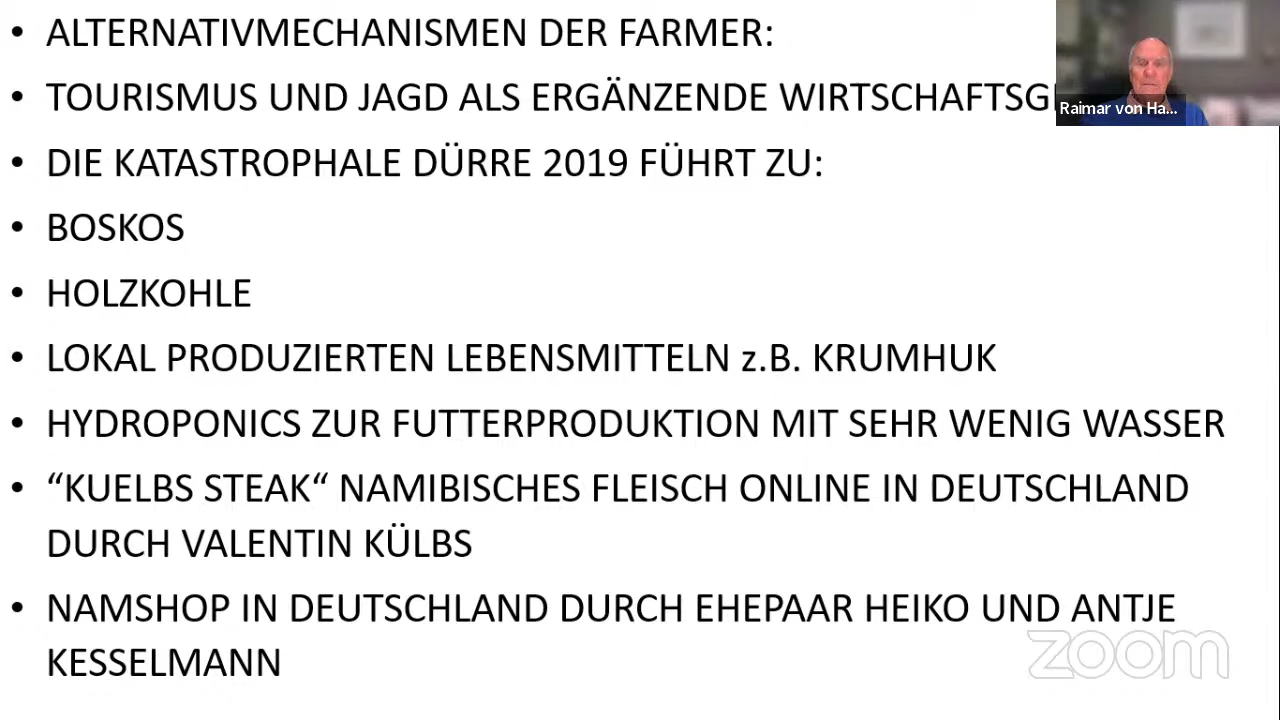 • ALTERNATIVMECHANISMEN DER FARMER:
• TOURISMUS UND JAGD ALS ERGÄNZENDE
• DIE KATASTROPHALE DÜRRE 2019 FÜHRT ZU:
• BOSKOS
• HOLZKOHLE
• LOKAL PRODUZIERTEN LEBENSMITTELN z.B. KRUMHUK
• HYDROPONICS ZUR FUTTERPRODUKTION MIT SEHR WENIG WASSER
• “KUELBS STEAK“ NAMIBISCHES FLEISCH ONLINE IN DEUTSCHLAND
DURCH VALENTIN KÜLBS
• NAMSHOP IN DEUTSCHLAND DURCH EHEPAAR HEIKO UND ANTJE
KESSELMANN
Raimar von Ha...
zoom